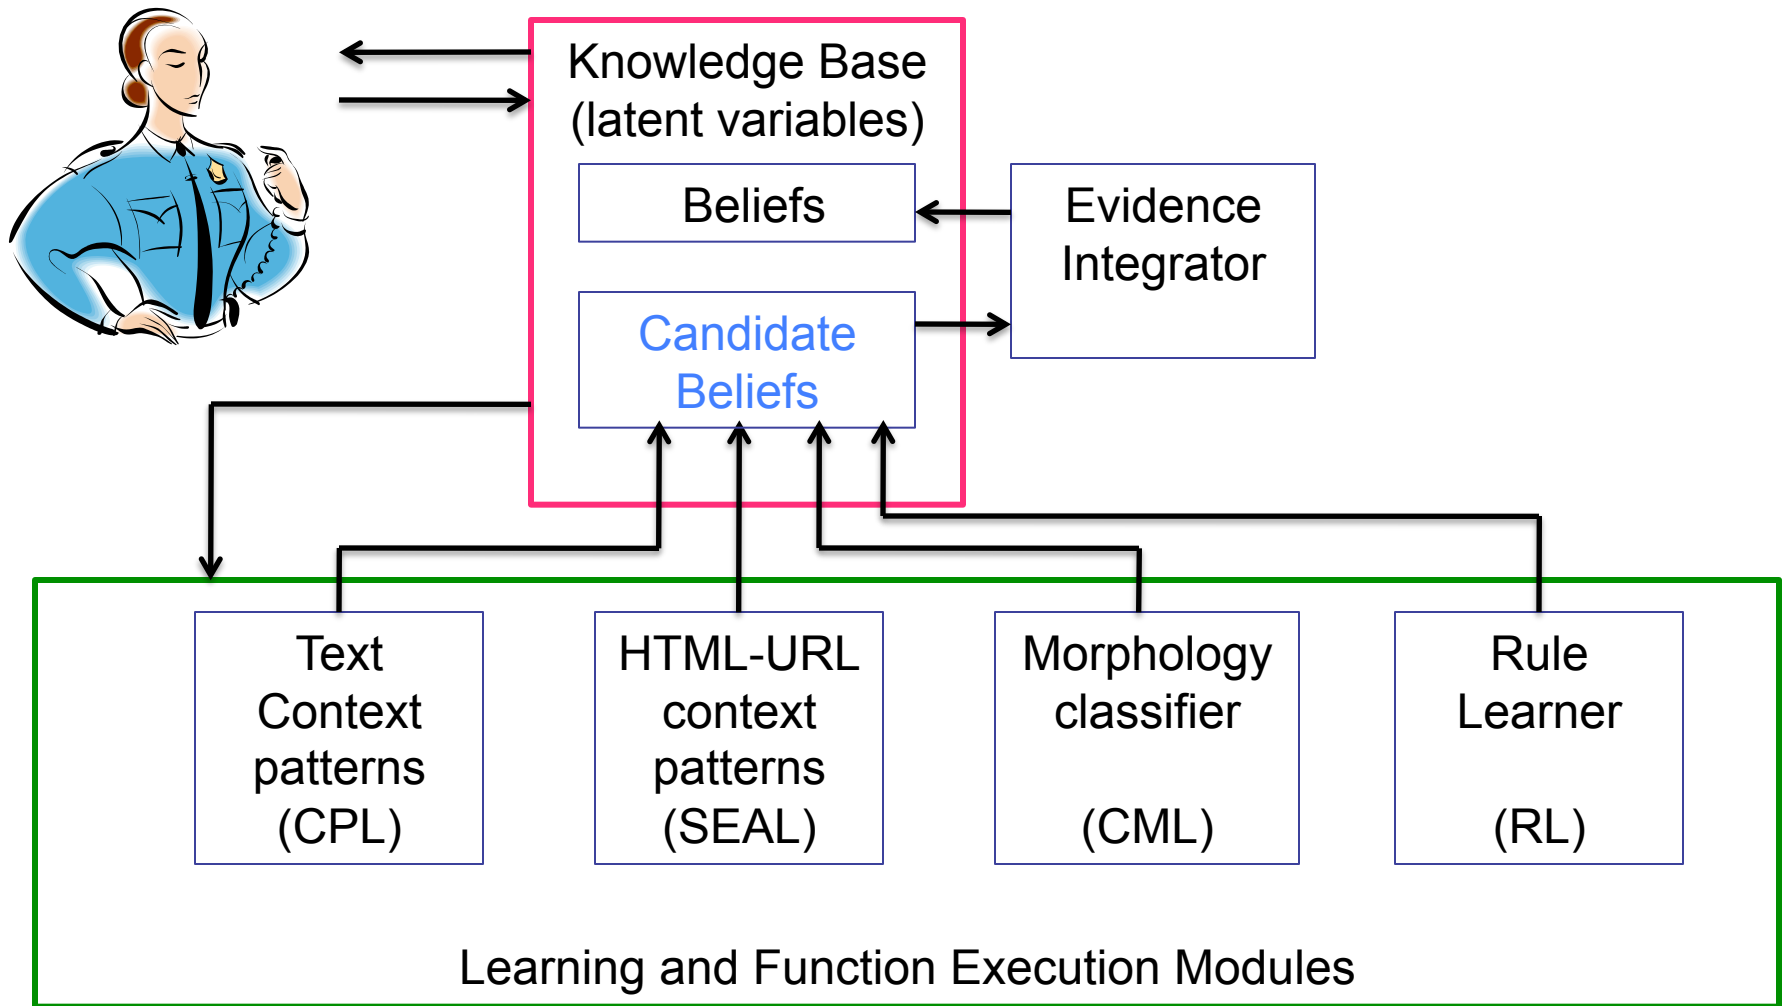 Knowledge Base
(latent variables)
Beliefs
Evidence
Integrator
Candidate
Beliefs
Text
Context
patterns
(CPL)
HTML-URL
context
patterns
(SEAL)
Morphology
classifier
(CML)
Rule
Learner
(RL)
Learning and Function Execution Modules